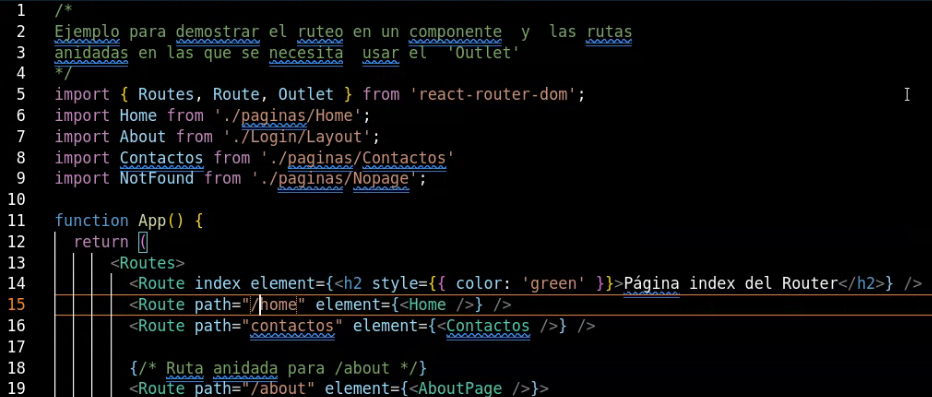 1 /*
2 Ejemplo para demostrar el ruteo en un componente  y  las rutas
3 anidadas en las que se necesita  usar el  'Outlet'
4 */
5 import { Routes, Route, Outlet } from 'react-router-dom';
6 import Home from './paginas/Home';
7 import About from './Login/Layout';
8 import Contactos from './paginas/Contactos'
9 import NotFound from './paginas/Nopage';
10
11 function App() {
12   return (
13       <Routes>
14         <Route index element={<h2 style={{ color: 'green' }}>Página index del Router</h2>} />
15         <Route path="/home" element={<Home />} />
16         <Route path="contactos" element={<Contactos />} />
17
18         {/* Ruta anidada para /about */}
19         <Route path="/about" element={<AboutPage />}>